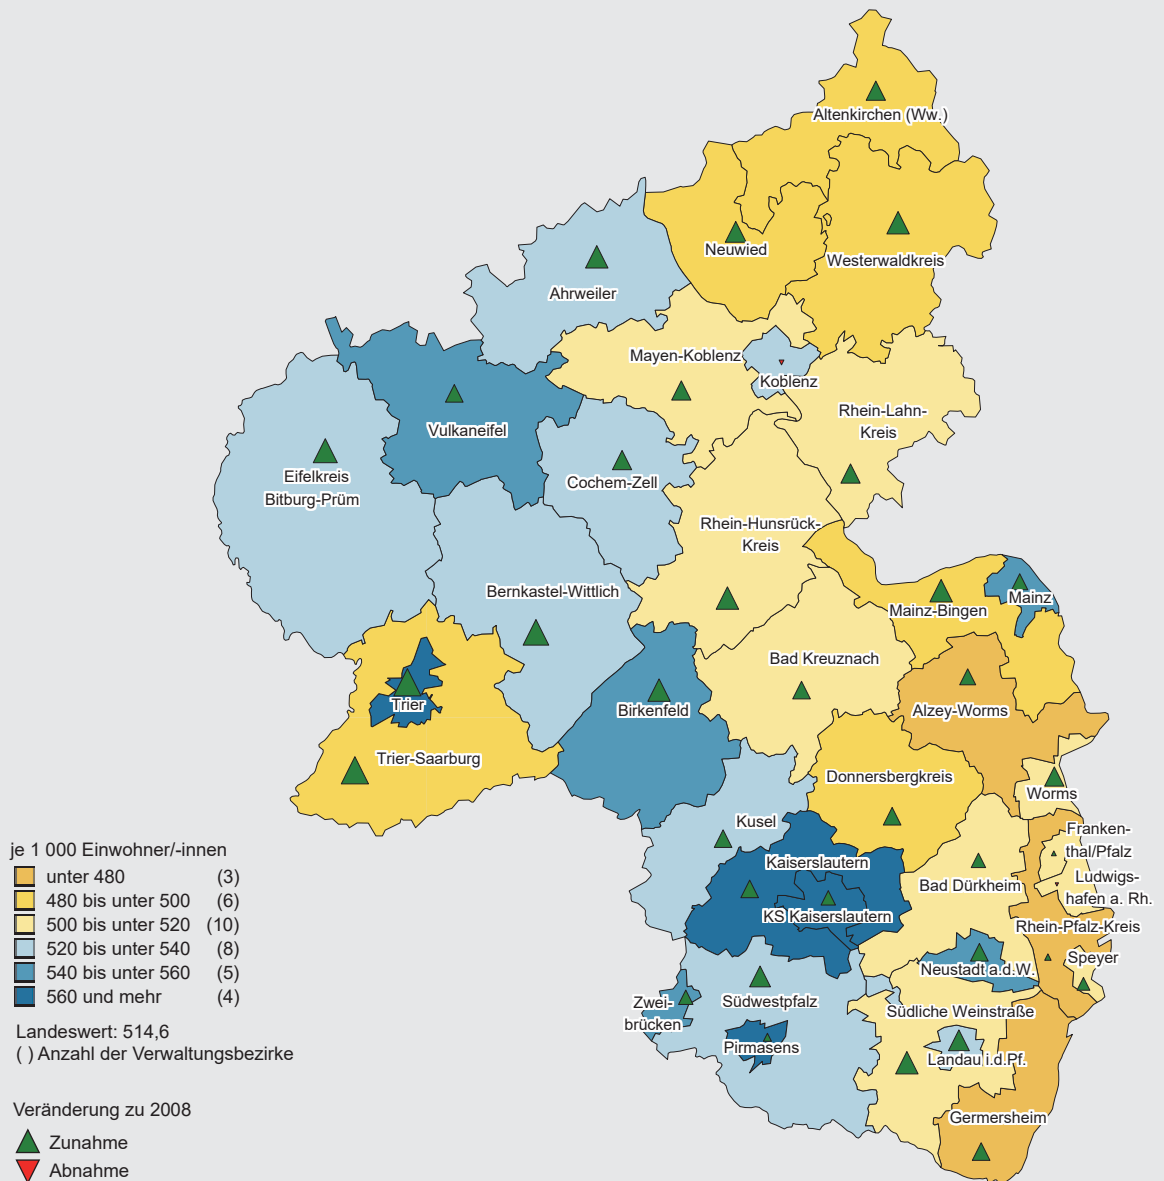 Altenkirchen (Ww.)
Neuwied
Westerwaldkreis
Ahrweiler
Mayen-Koblenz
Koblenz
Rhein-Lahn-
Kreis
Vulkaneifel
Eifelkreis
Bitburg-Prüm
Cochem-Zell
Rhein-Hunsrück-
Kreis
Bernkastel-Wittlich
Mainz-Bingen
Mainz
Bad Kreuznach
Trier
Birkenfeld
Alzey-Worms
Trier-Saarburg
Donnersbergkreis
Worms
Kusel
Franken-
thal/Pfalz
Kaiserslautern
Ludwigs-
hafen a. Rh.
Bad Dürkheim
KS Kaiserslautern
Rhein-Pfalz-Kreis
Speyer
Neustadt a.d.W.
Zwei-
brücken
Südwestpfalz
Südliche Weinstraße
Pirmasens
Landau i.d.Pf.
Germersheim
je 1 000 Einwohner/-innen
unter 480 (3)
480 bis unter 500 (6)
500 bis unter 520 (10)
520 bis unter 540 (8)
540 bis unter 560 (5)
560 und mehr (4)
Landeswert: 514,6
( ) Anzahl der Verwaltungsbezirke
Veränderung zu 2008
Zunahme
Abnahme